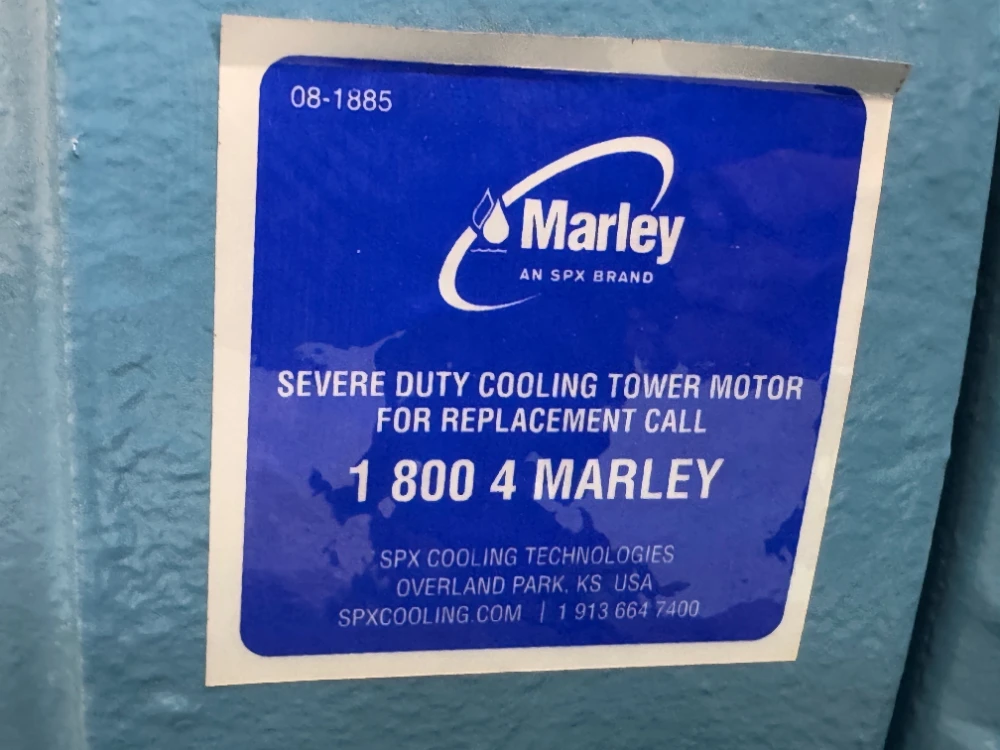 08-1885
Marley
AN SPX BRAND
SEVERE DUTY COOLING TOWER MOTOR
FOR REPLACEMENT CALL
1 800 4 MARLEY
SPX COOLING TECHNOLOGIES
OVERLAND PARK, KS USA
SPXCOOLING.COM | 1 913 664 7400